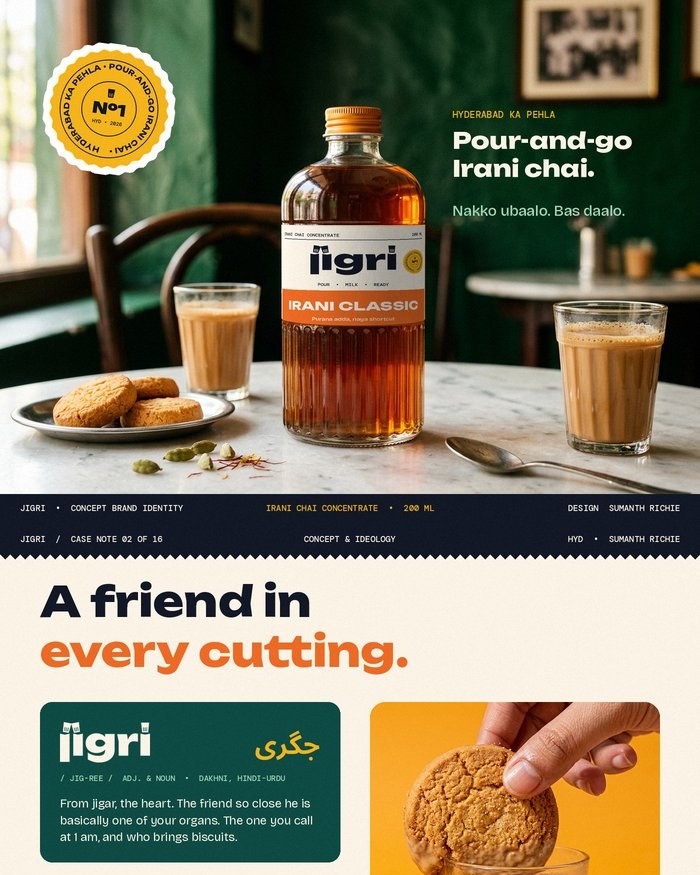 HYDERABAD KA PEHLA • POUR-AND-GO IRANI CHAI •
Nº1
HYD • 2026
HYDERABAD KA PEHLA
Pour-and-go
Irani chai.
Nakko ubaalo. Bas daalo.
IRANI CHAI CONCENTRATE
jigri
POUR • MILK • READY
IRANI CLASSIC
Purana adda, naya shortcut
JIGRI • CONCEPT BRAND IDENTITY
IRANI CHAI CONCENTRATE • 200 ML
DESIGN SUMANTH RICHIE
JIGRI / CASE NOTE 02 OF 16
CONCEPT & IDEOLOGY
HYD • SUMANTH RICHIE
A friend in
every cutting.
jigri
جگری
/ JIG-REE / ADJ. & NOUN • DAKHNI, HINDI-URDU
From jigar, the heart. The friend so close he is
basically one of your organs. The one you call
at 1 am, and who brings biscuits.